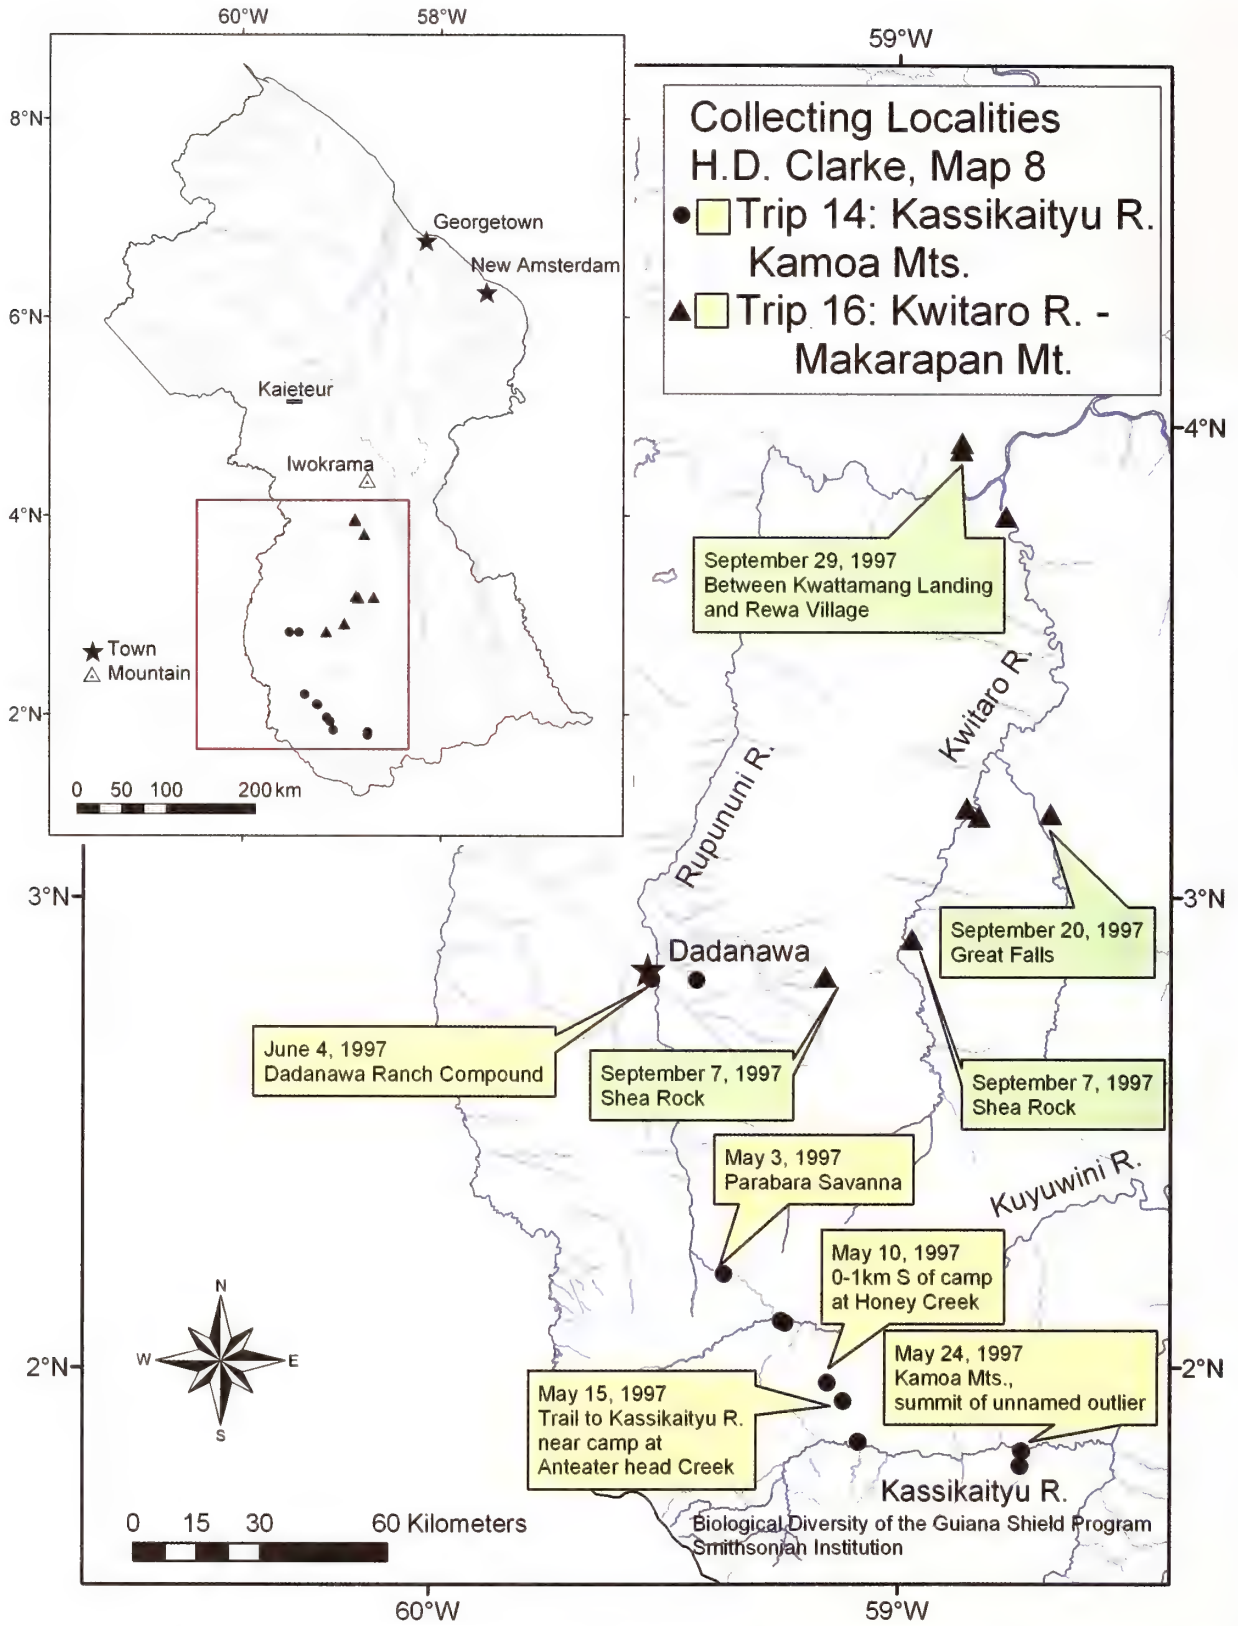 60°W
58°W
8°N
6°N
4°N
2°N
Georgetown
New Amsterdam
Kaieteur
Iwokrama
Town
Mountain
0 50 100 200 km
59°W
Collecting Localities
H.D. Clarke, Map 8
Trip 14: Kassikaityu R.
Kamoa Mts.
Trip 16: Kwitaro R. -
Makarapan Mt.
4°N
September 29, 1997
Between Kwattamang Landing
and Rewa Village
Kwitaro R.
Rupununi R.
3°N
3°N
September 20, 1997
Great Falls
Dadanawa
June 4, 1997
Dadanawa Ranch Compound
September 7, 1997
Shea Rock
September 7, 1997
Shea Rock
May 3, 1997
Parabara Savanna
Kuyuwini R.
May 10, 1997
0-1km S of camp
at Honey Creek
May 24, 1997
Kamoa Mts.,
summit of unnamed outlier
2°N
2°N
May 15, 1997
Trail to Kassikaityu R.
near camp at
Anteater head Creek
N
W
E
S
Kassikaityu R.
0 15 30 60 Kilometers
Biological Diversity of the Guiana Shield Program
Smithsonian Institution
60°W
59°W